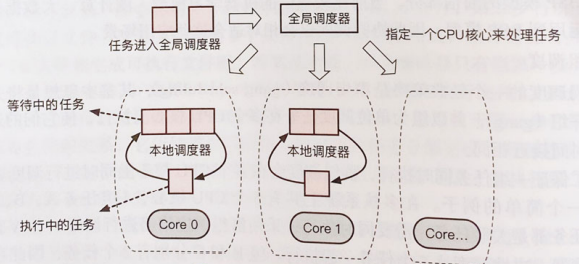 全局调度器
任务进入全局调度器
指定一个CPU核心来处理任务
等待中的任务
本地调度器
本地调度器
执行中的任务
Core 0
Core 1
Core...